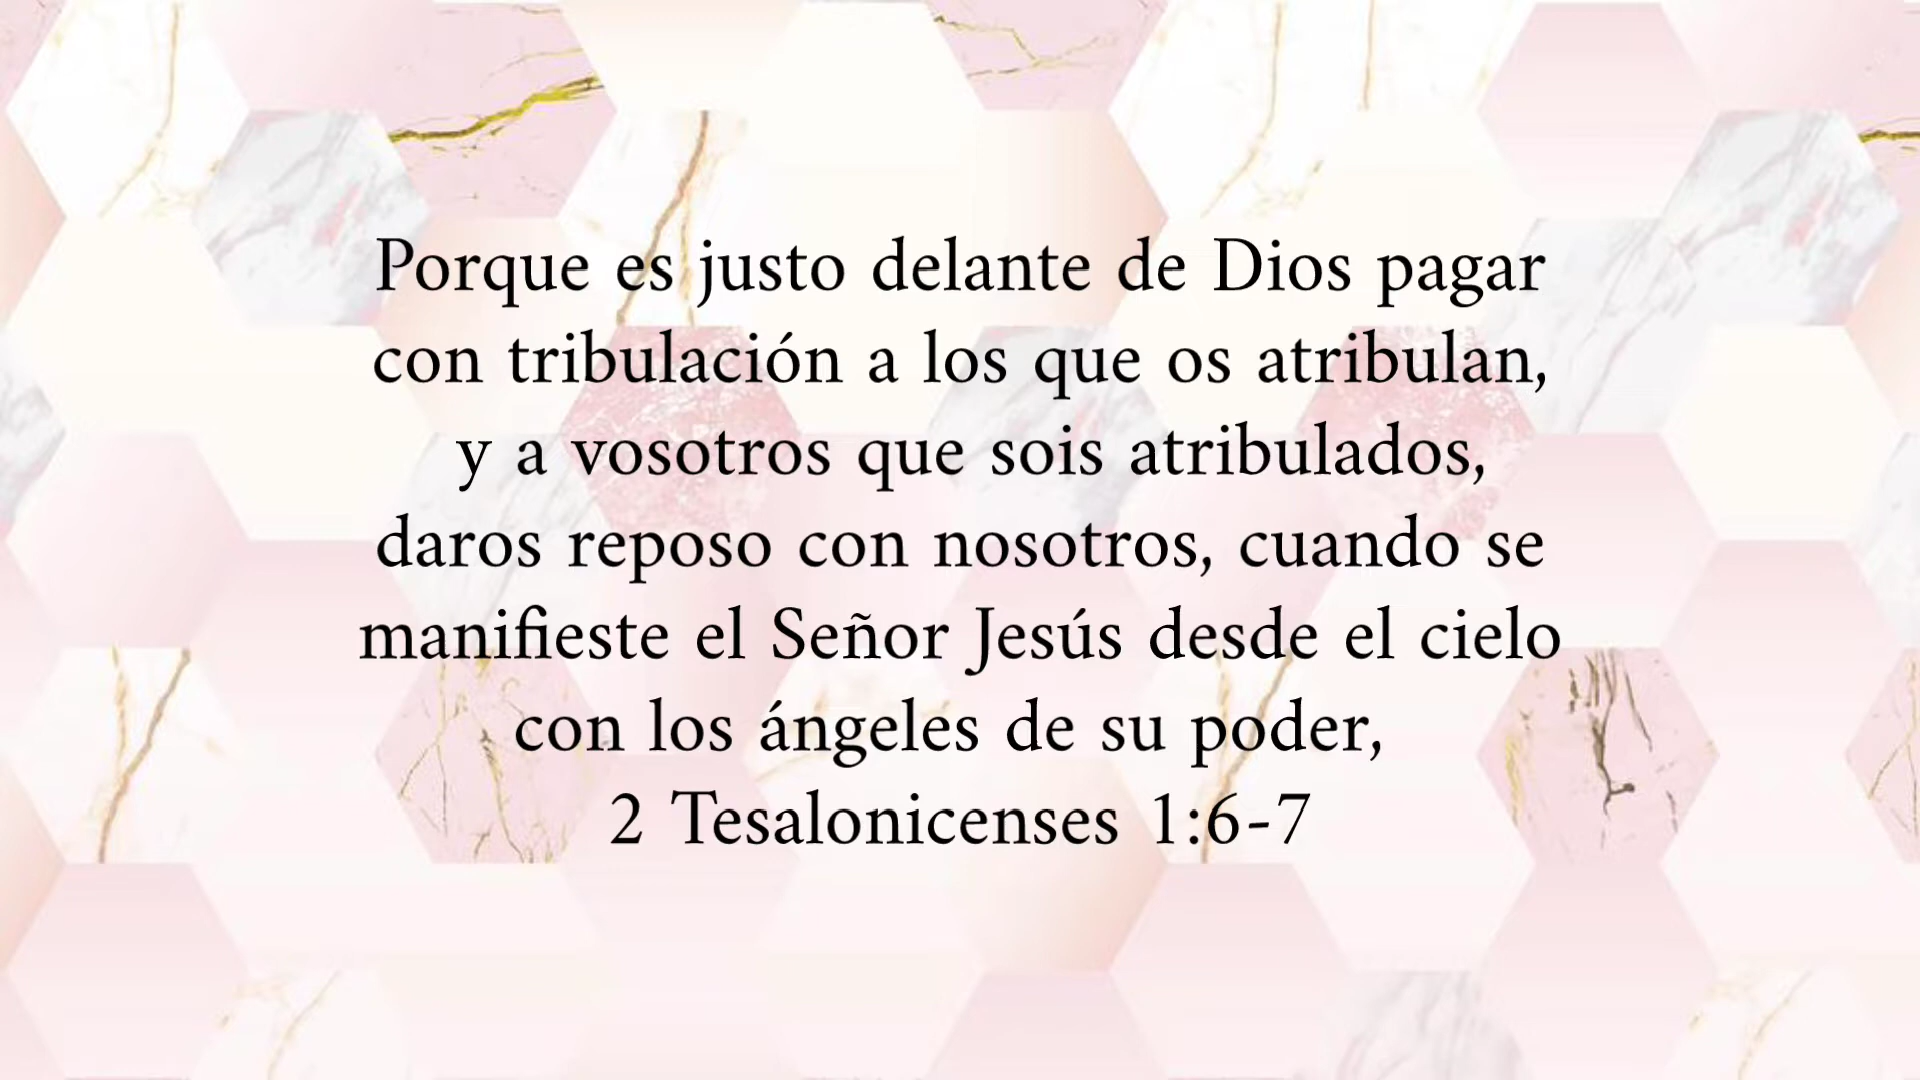 Porque es justo delante de Dios pagar
con tribulación a los que os atribulan,
y a vosotros que sois atribulados,
daros reposo con nosotros, cuando se
manifieste el Señor Jesús desde el cielo
con los ángeles de su poder,
2 Tesalonicenses 1:6-7